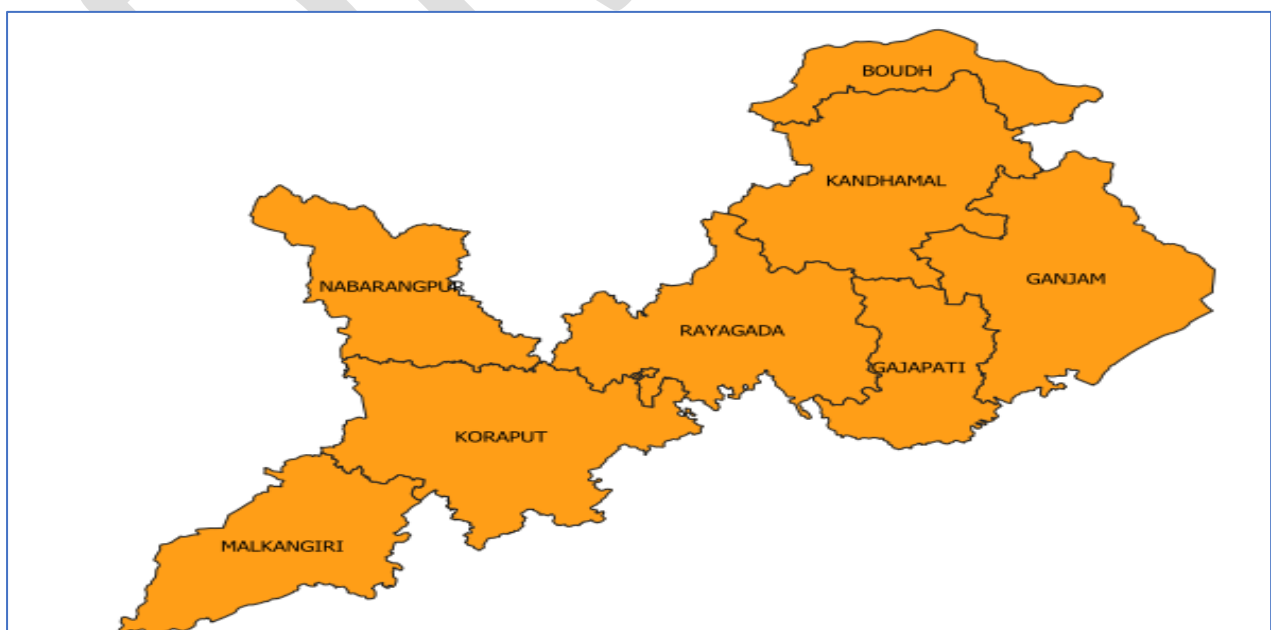 BOUDH
KANDHAMAL
GANJAM
NABARANGPUR
RAYAGADA
GAJAPATI
KORAPUT
MALKANGIRI